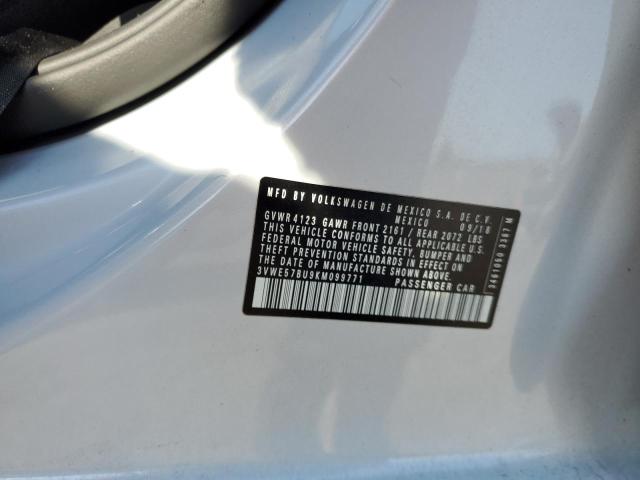 MFD BY VOLKSWAGEN DE MEXICO S.A. DE C.V.
MEXICO 09/18
GVWR 4123 GAWR FRONT 2161 / REAR 2072 LBS
THIS VEHICLE CONFORMS TO ALL APPLICABLE
FEDERAL MOTOR VEHICLE SAFETY, BUMPER AND
THEFT PREVENTION STANDARDS IN EFFECT ON
THE DATE OF MANUFACTURE SHOWN ABOVE.
3VWE57BU9KM099771 PASSENGER CAR
3461060 3367 M